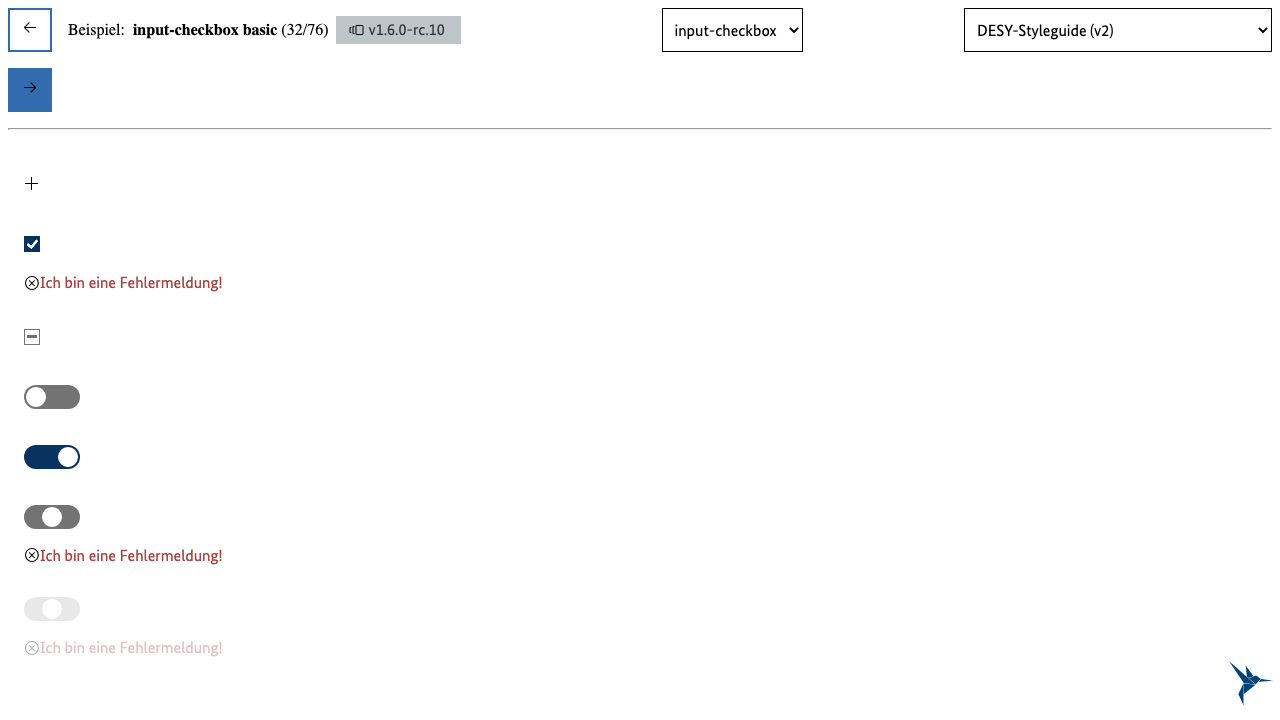 Beispiel: input-checkbox basic (32/76) v1.6.0-rc.10 input-checkbox DESY-Styleguide (v2)
Ich bin eine Fehlermeldung!
Ich bin eine Fehlermeldung!
Ich bin eine Fehlermeldung!